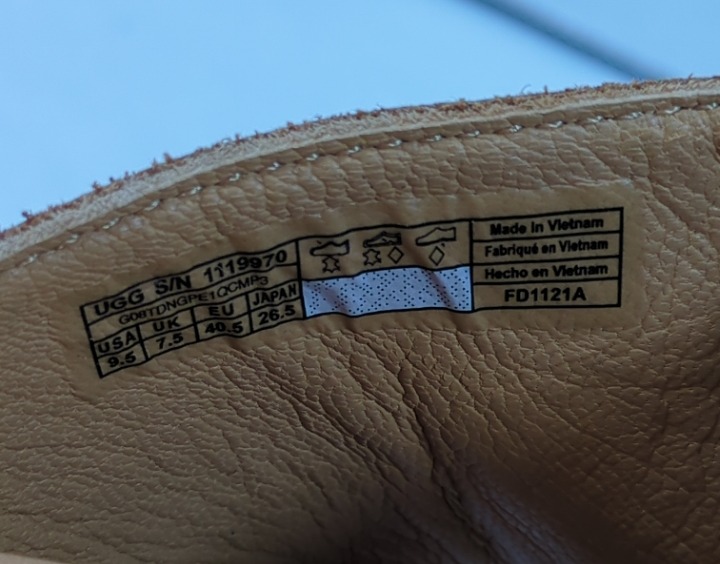 UGG S/N 1119970
G08TDNGPE1QCMP3
USA UK EU JAPAN
9.5 7.5 40.5 26.5
Made in Vietnam
Fabriqué en Vietnam
Hecho en Vietnam
FD1121A